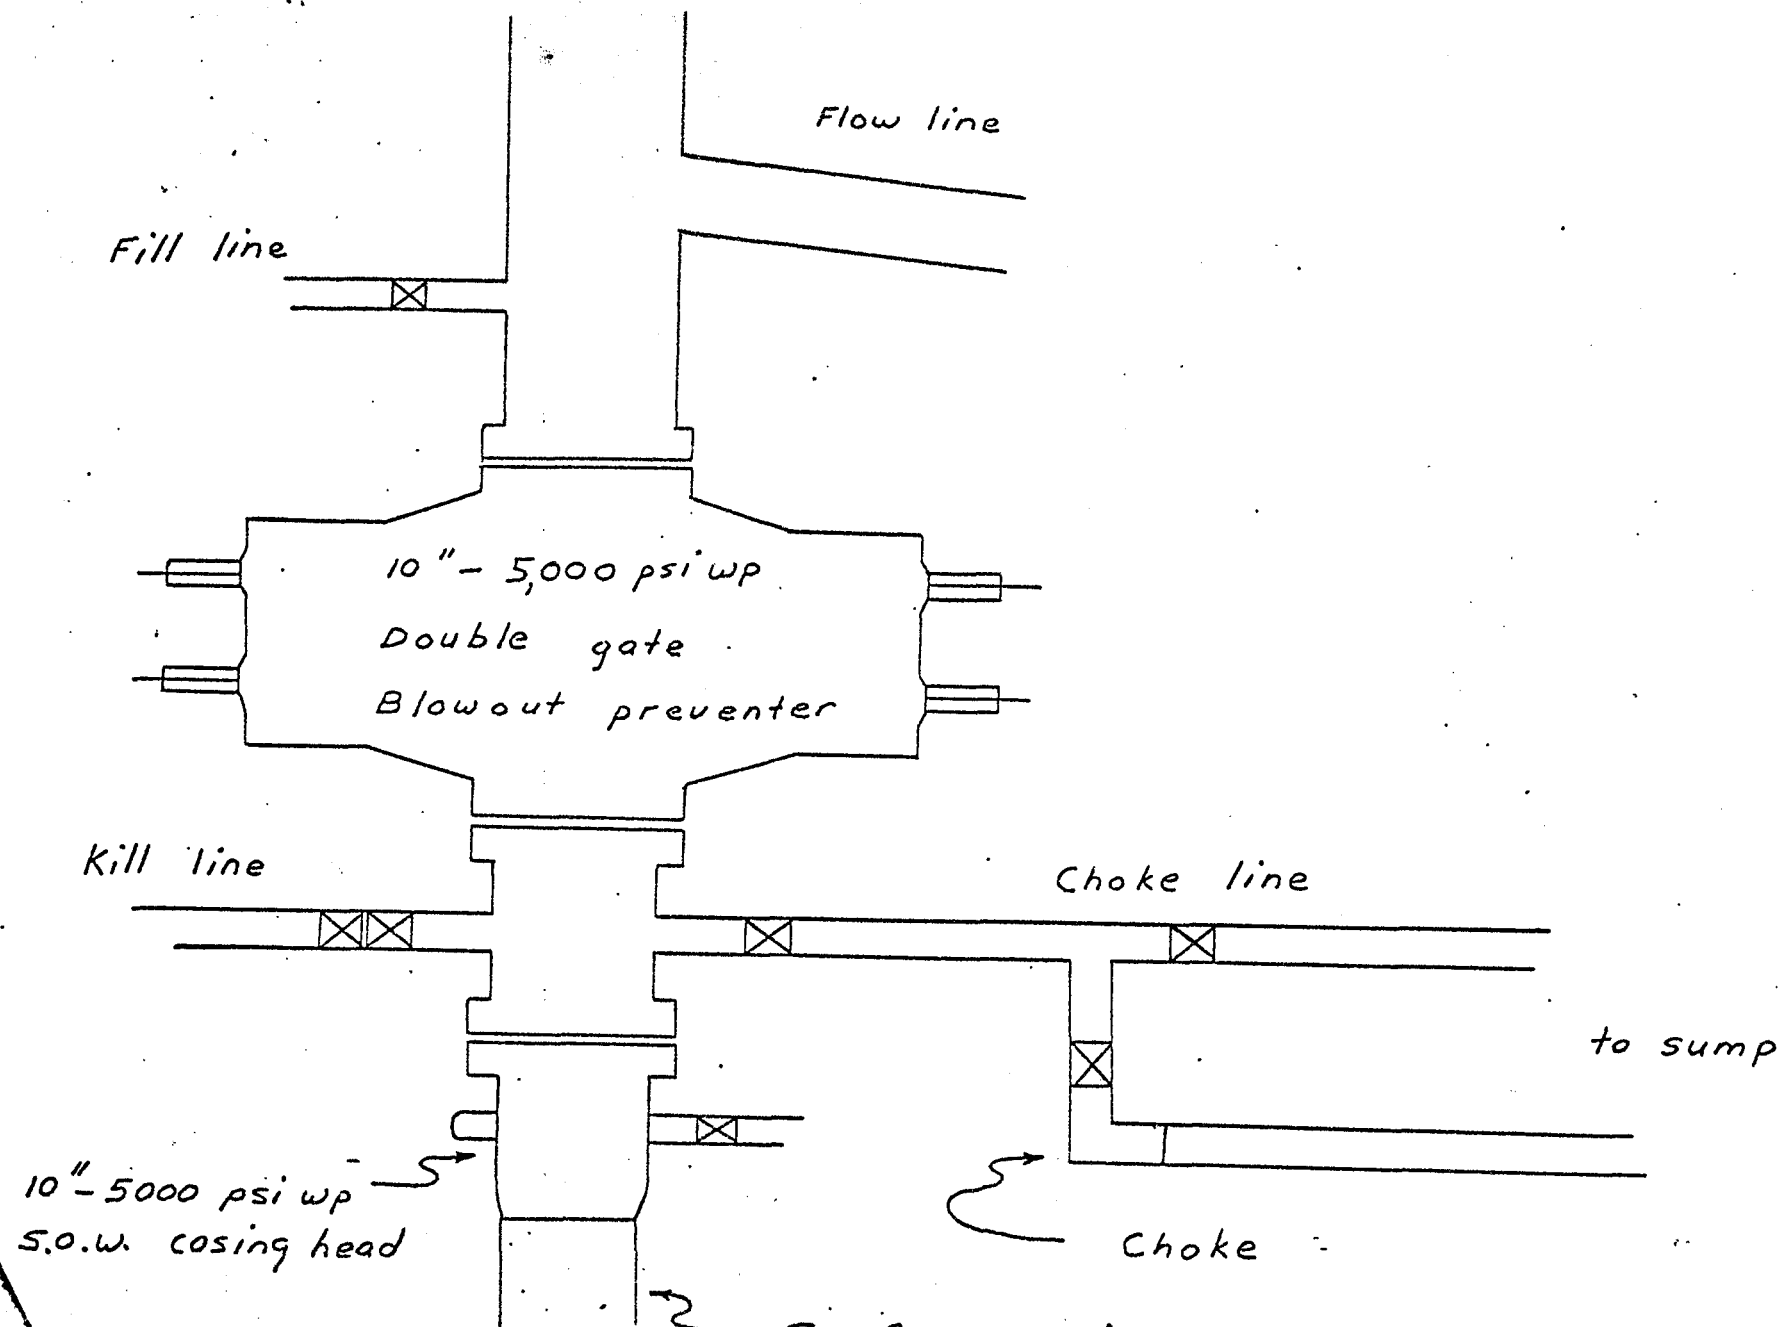 Flow line
Fill line
10" - 5,000 psi wp
Double gate
Blowout preventer
Kill line
Choke line
to sump
10"- 5000 psi wp
S.O.W. cosing head
Choke